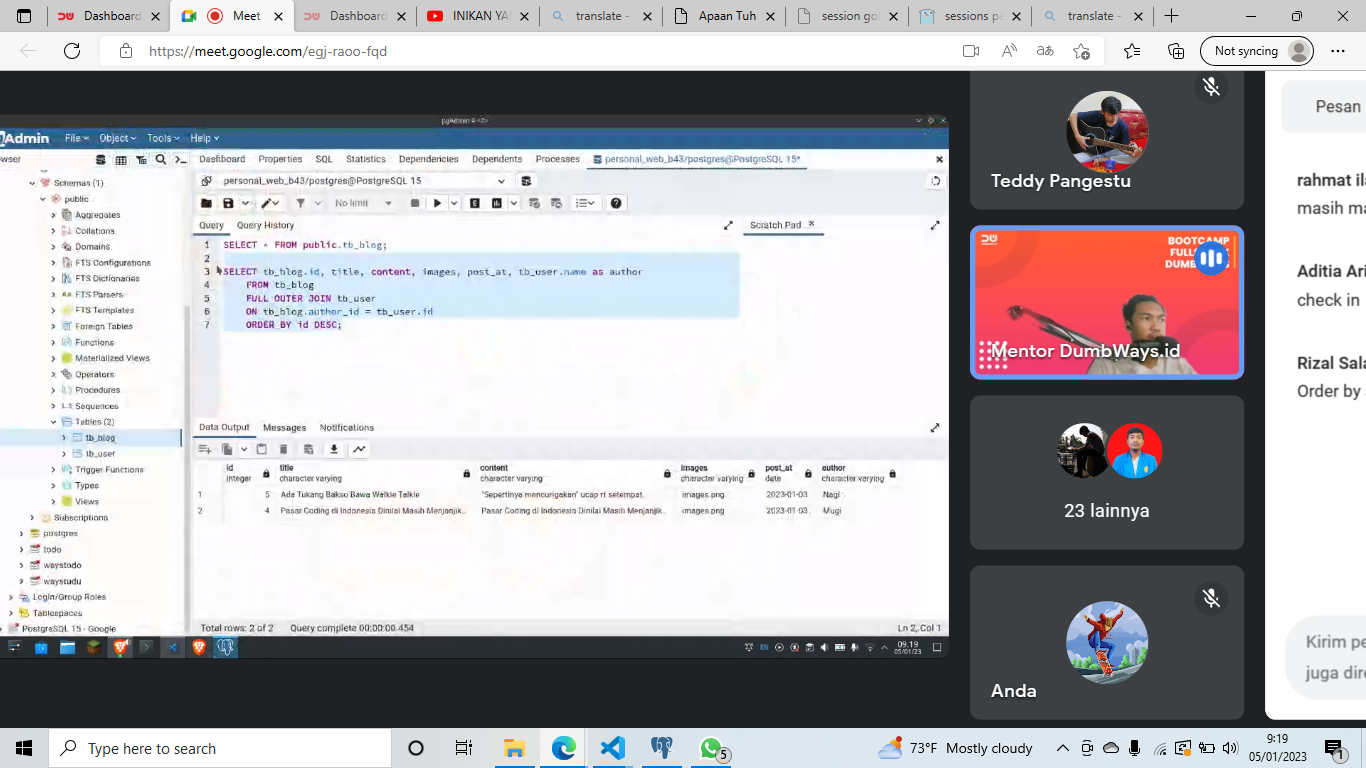 Dashboard
Meet
Dashboard
INIKAN YA
translate -
Apaan Tuh
session gol
sessions pa
translate -
https://meet.google.com/egj-raoo-fqd
Not syncing
pgAdmin 4
Admin
File
Object
Tools
Help
wser
Dashboard
Properties
SQL
Statistics
Dependencies
Dependents
Processes
personal_web_b43/postgres@PostgreSQL 15*
personal_web_b43/postgres@PostgreSQL 15
No limit
Query
Query History
Scratch Pad
Schemas (1)
public
Aggregates
Collations
Domains
FTS Configurations
FTS Dictionaries
FTS Parsers
FTS Templates
Foreign Tables
Functions
Materialized Views
Operators
Procedures
Sequences
Tables (2)
tb_blog
tb_user
Trigger Functions
Types
Views
Subscriptions
postgres
todo
waystodo
waystudu
Login/Group Roles
Tablespaces
PostgreSQL 15 - Google
1 SELECT * FROM public.tb_blog;
2
3 SELECT tb_blog.id, title, content, images, post_at, tb_user.name as author
4 FROM tb_blog
5 FULL OUTER JOIN tb_user
6 ON tb_blog.author_id = tb_user.id
7 ORDER BY id DESC;
Data Output
Messages
Notifications
id integer
title character varying
content character varying
images character varying
post_at date
author character varying
1 5 Ada Tukang Bakso Bawa Walkie Talkie "Sepertinya mencurigakan" ucap rt setempat. images.png 2023-01-03 Nagi
2 4 Pasar Coding di Indonesia Dinilai Masih Menjanjik... Pasar Coding di Indonesia Dinilai Masih Menjanjik... images.png 2023-01-03 Mugi
Total rows: 2 of 2
Query complete 00:00:00.454
Ln 2, Col 1
EN
09.19
05/01/23
Teddy Pangestu
BOOTCAMP
Mentor DumbWays.id
23 lainnya
Anda
Pesan
rahmat ila
masih ma
Aditia Ari
check in
Rizal Sala
Order by
Kirim pe
juga dire
Type here to search
5
73°F Mostly cloudy
9:19
05/01/2023
1